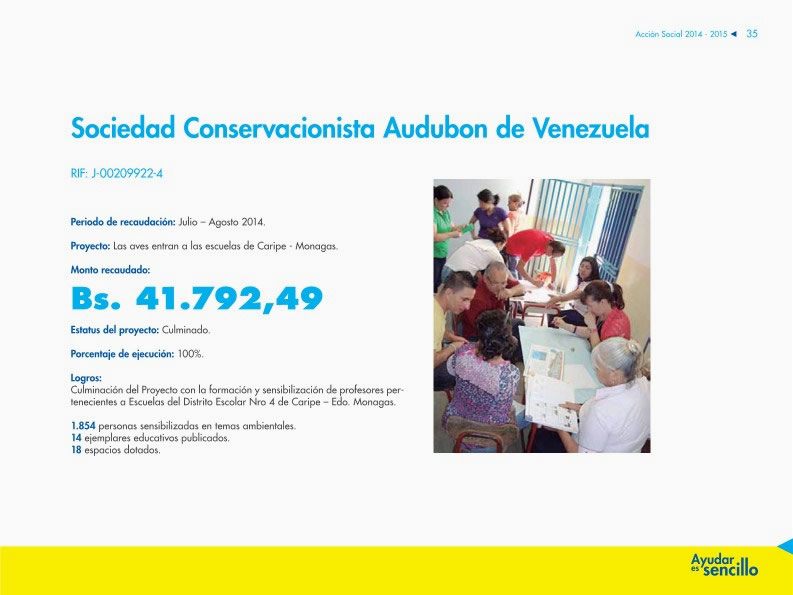 Acción Social 2014 - 2015 35
Sociedad Conservacionista Audubon de Venezuela
RIF: J-00209922-4
Periodo de recaudación: Julio – Agosto 2014.
Proyecto: Las aves entran a las escuelas de Caripe - Monagas.
Monto recaudado:
Bs. 41.792,49
Estatus del proyecto: Culminado.
Porcentaje de ejecución: 100%.
Logros:
Culminación del Proyecto con la formación y sensibilización de profesores per-
tenecientes a Escuelas del Distrito Escolar Nro 4 de Caripe – Edo. Monagas.
1.854 personas sensibilizadas en temas ambientales.
14 ejemplares educativos publicados.
18 espacios dotados.
Ayudar
es sencillo